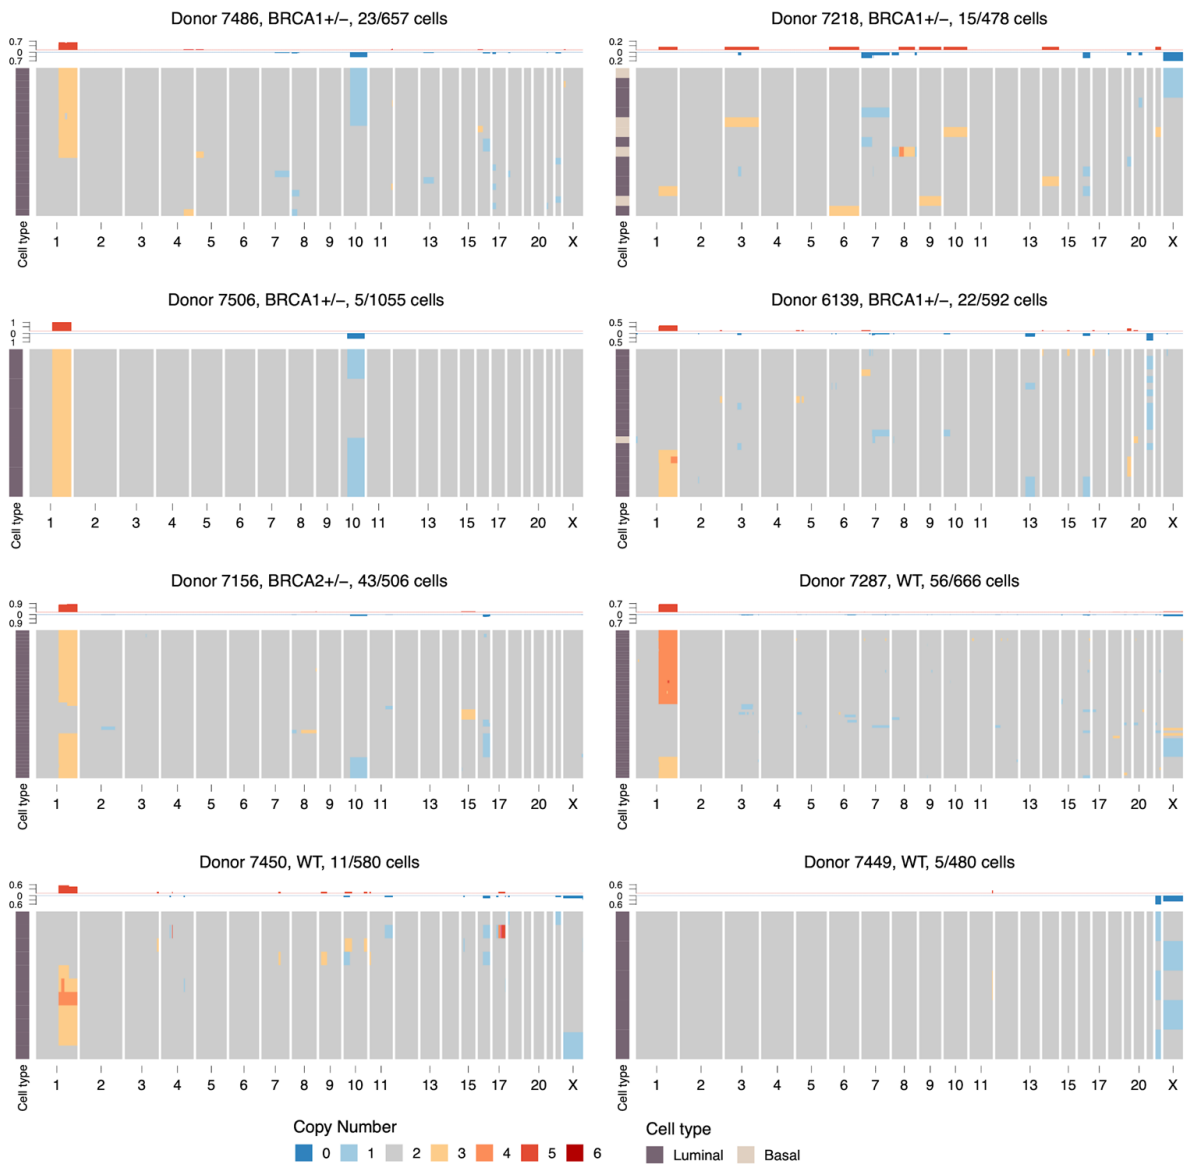 Donor 7486, BRCA1+/−, 23/657 cells
0.7
0
0.7
Cell type
1 2 3 4 5 6 7 8 9 10 11 13 15 17 20 X
Donor 7218, BRCA1+/−, 15/478 cells
0.2
0
0.2
Cell type
1 2 3 4 5 6 7 8 9 10 11 13 15 17 20 X
Donor 7506, BRCA1+/−, 5/1055 cells
1
0
1
Cell type
1 2 3 4 5 6 7 8 9 10 11 13 15 17 20 X
Donor 6139, BRCA1+/−, 22/592 cells
0.5
0
0.5
Cell type
1 2 3 4 5 6 7 8 9 10 11 13 15 17 20 X
Donor 7156, BRCA2+/−, 43/506 cells
0.9
0
0.9
Cell type
1 2 3 4 5 6 7 8 9 10 11 13 15 17 20 X
Donor 7287, WT, 56/666 cells
0.7
0
0.7
Cell type
1 2 3 4 5 6 7 8 9 10 11 13 15 17 20 X
Donor 7450, WT, 11/580 cells
0.6
0
0.6
Cell type
1 2 3 4 5 6 7 8 9 10 11 13 15 17 20 X
Donor 7449, WT, 5/480 cells
0.6
0
0.6
Cell type
1 2 3 4 5 6 7 8 9 10 11 13 15 17 20 X
Copy Number
0 1 2 3 4 5 6
Cell type
Luminal Basal